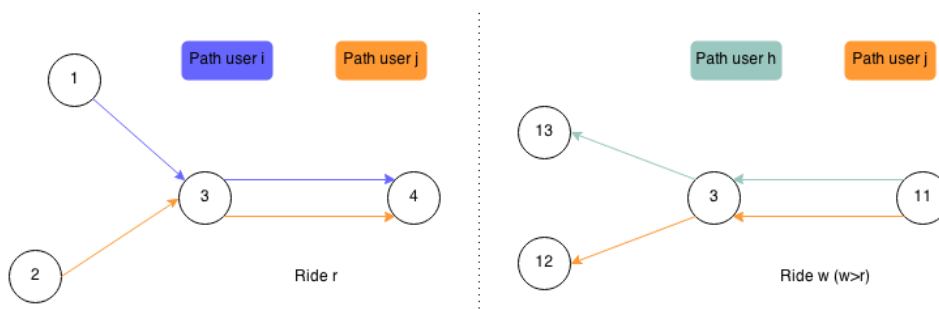 Path user i
Path user j
1
3
4
2
Ride r
Path user h
Path user j
13
3
11
12
Ride w (w>r)